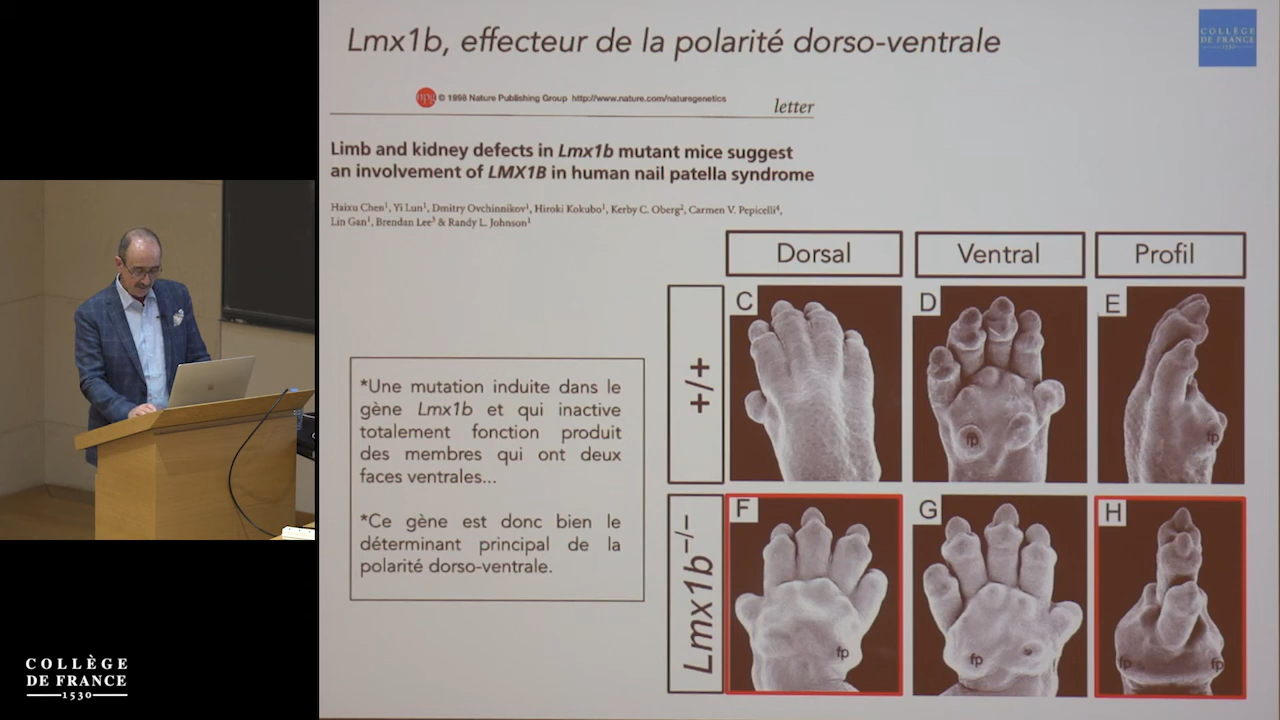 Lmx1b, effecteur de la polarité dorso-ventrale
COLLÈGE
DE FRANCE
1530
npg © 1998 Nature Publishing Group http://www.nature.com/naturegenetics
letter
Limb and kidney defects in Lmx1b mutant mice suggest
an involvement of LMX1B in human nail patella syndrome
Haixu Chen¹, Yi Lun¹, Dmitry Ovchinnikov¹, Hiroki Kokubo¹, Kerby C. Oberg², Carmen V. Pepicelli⁴,
Lin Gan¹, Brendan Lee³ & Randy L. Johnson¹
Dorsal
Ventral
Profil
+/+
C
D
fp
E
fp
*Une mutation induite dans le
gène Lmx1b et qui inactive
totalement fonction produit
des membres qui ont deux
faces ventrales...
*Ce gène est donc bien le
déterminant principal de la
polarité dorso-ventrale.
Lmx1b−/−
F
fp
G
fp
H
fp
fp
COLLÈGE
DE FRANCE
1530